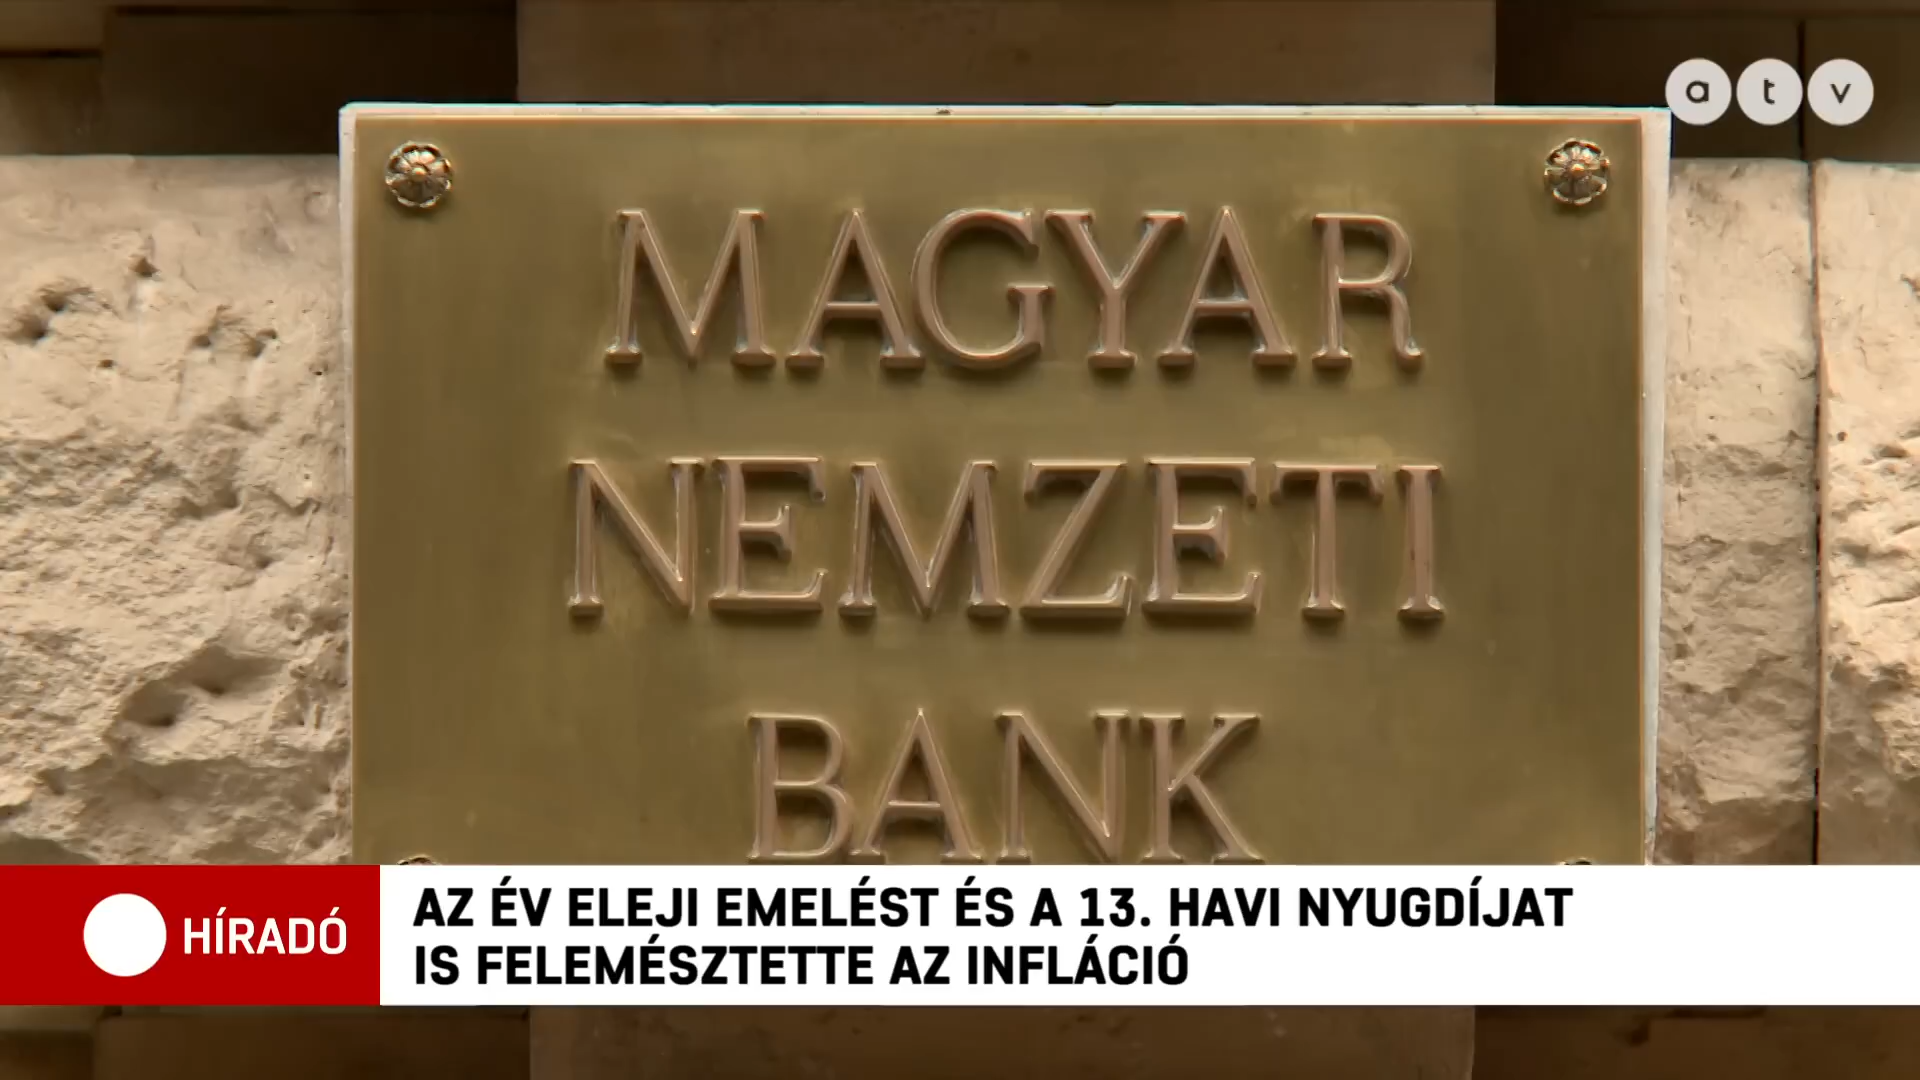 atv
MAGYAR
NEMZETI
BANK
HÍRADÓ
AZ ÉV ELEJI EMELÉST ÉS A 13. HAVI NYUGDÍJAT
IS FELEMÉSZTETTE AZ INFLÁCIÓ